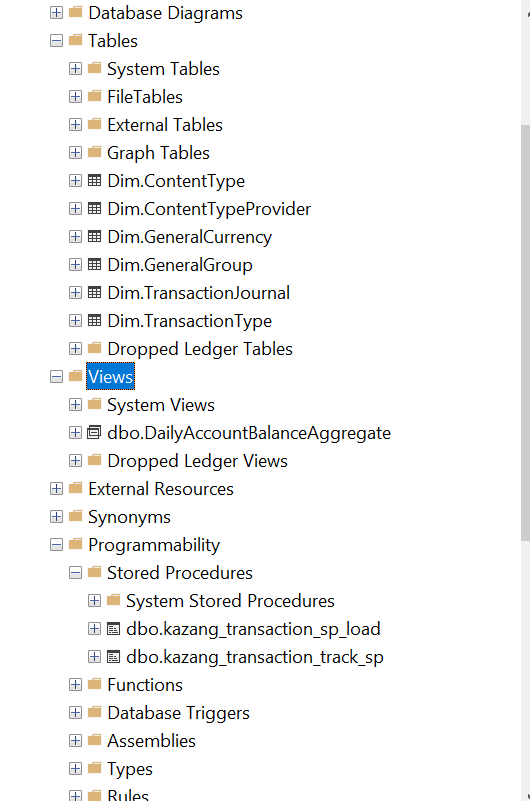 Database Diagrams
Tables
System Tables
FileTables
External Tables
Graph Tables
Dim.ContentType
Dim.ContentTypeProvider
Dim.GeneralCurrency
Dim.GeneralGroup
Dim.TransactionJournal
Dim.TransactionType
Dropped Ledger Tables
Views
System Views
dbo.DailyAccountBalanceAggregate
Dropped Ledger Views
External Resources
Synonyms
Programmability
Stored Procedures
System Stored Procedures
dbo.kazang_transaction_sp_load
dbo.kazang_transaction_track_sp
Functions
Database Triggers
Assemblies
Types
Rules